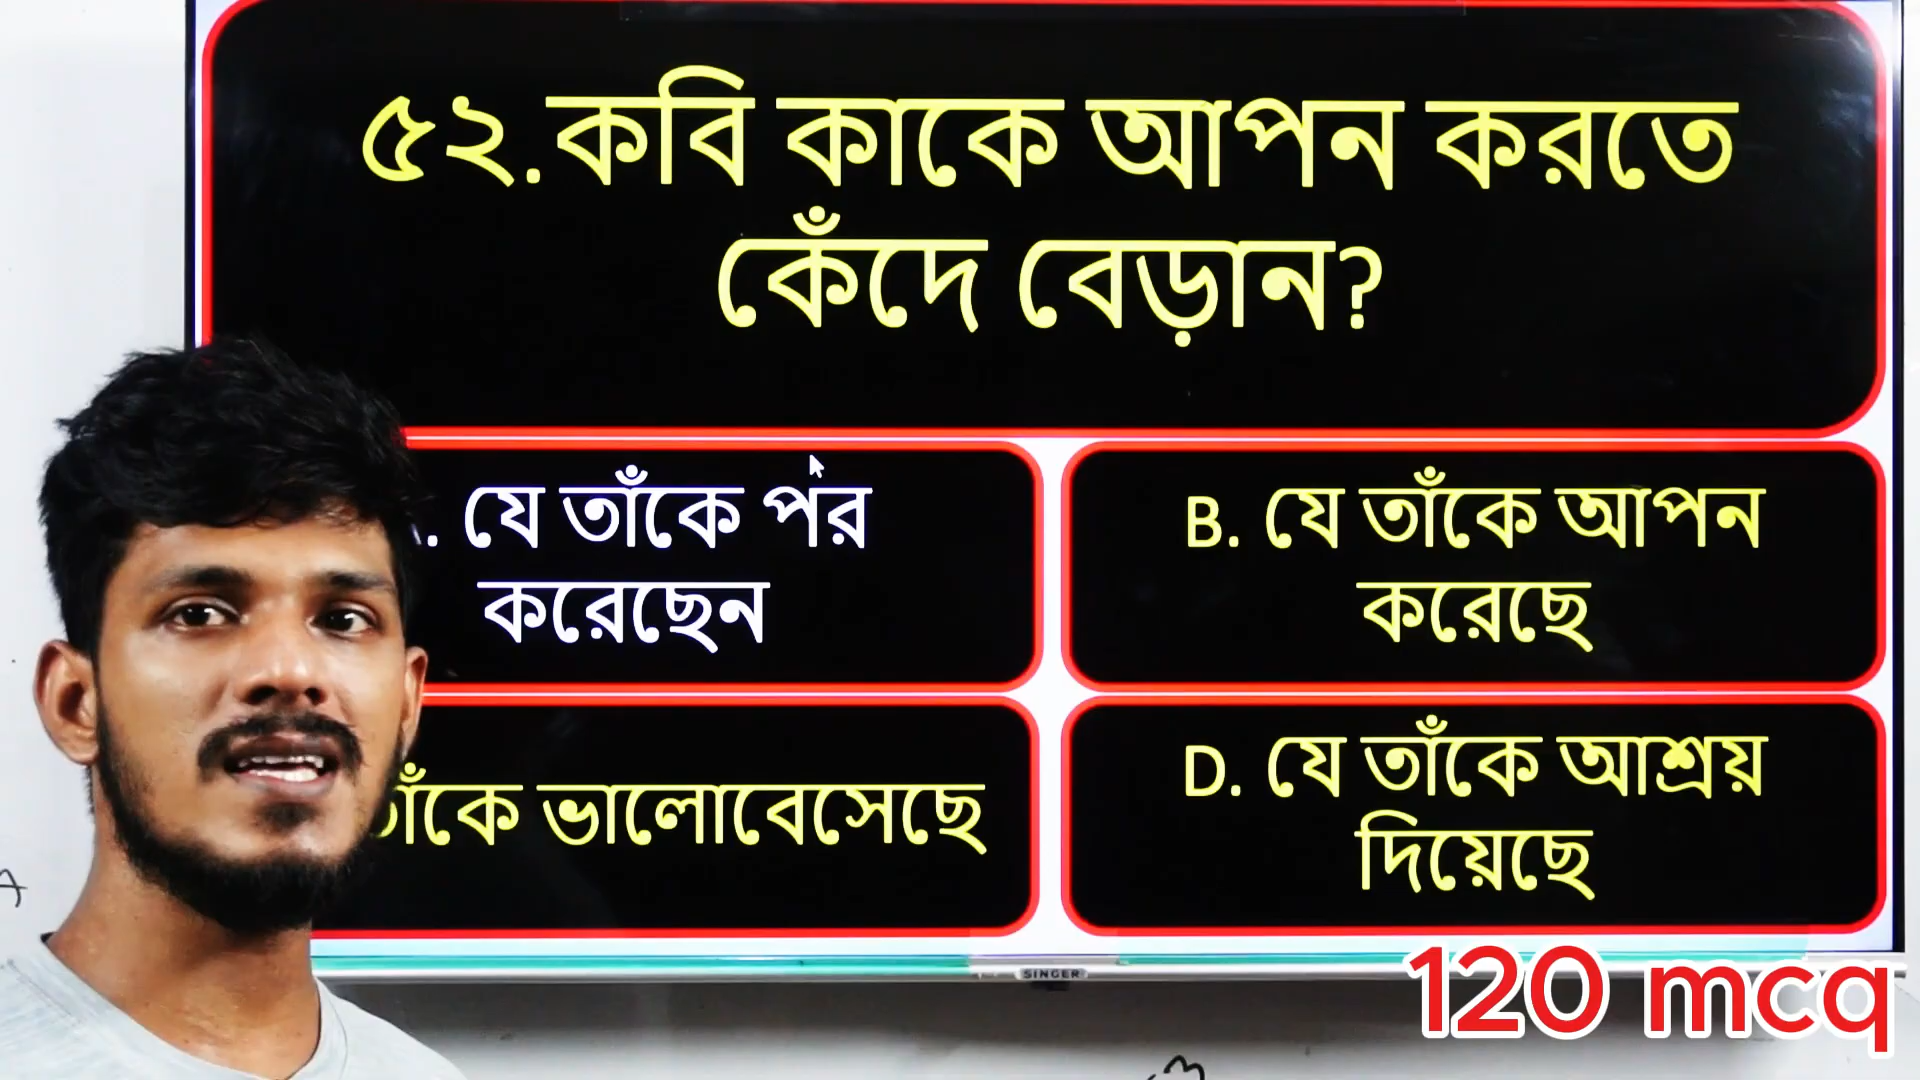 ৫২.কবি কাকে আপন করতে
কেঁদে বেড়ান?
. যে তাঁকে পর
করেছেন
B. যে তাঁকে আপন
করেছে
তাঁকে ভালোবেসেছে
D. যে তাঁকে আশ্রয়
দিয়েছে
SINGER
120 mcq